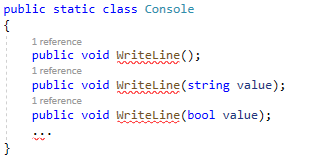 public static class Console
{
1 reference
public void WriteLine();
1 reference
public void WriteLine(string value);
1 reference
public void WriteLine(bool value);
...
}